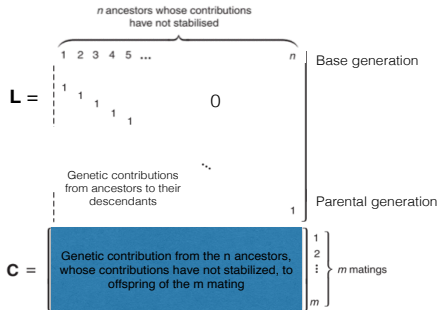 n ancestors whose contributions
have not stabilised
1 2 3 4 5 ... n
Base generation
L =
1
1
1
1
1
0
...
Genetic contributions
from ancestors to their
descendants
1
Parental generation
C =
Genetic contribution from the n ancestors,
whose contributions have not stabilized, to
offspring of the m mating
1
2
⋮
m
m matings